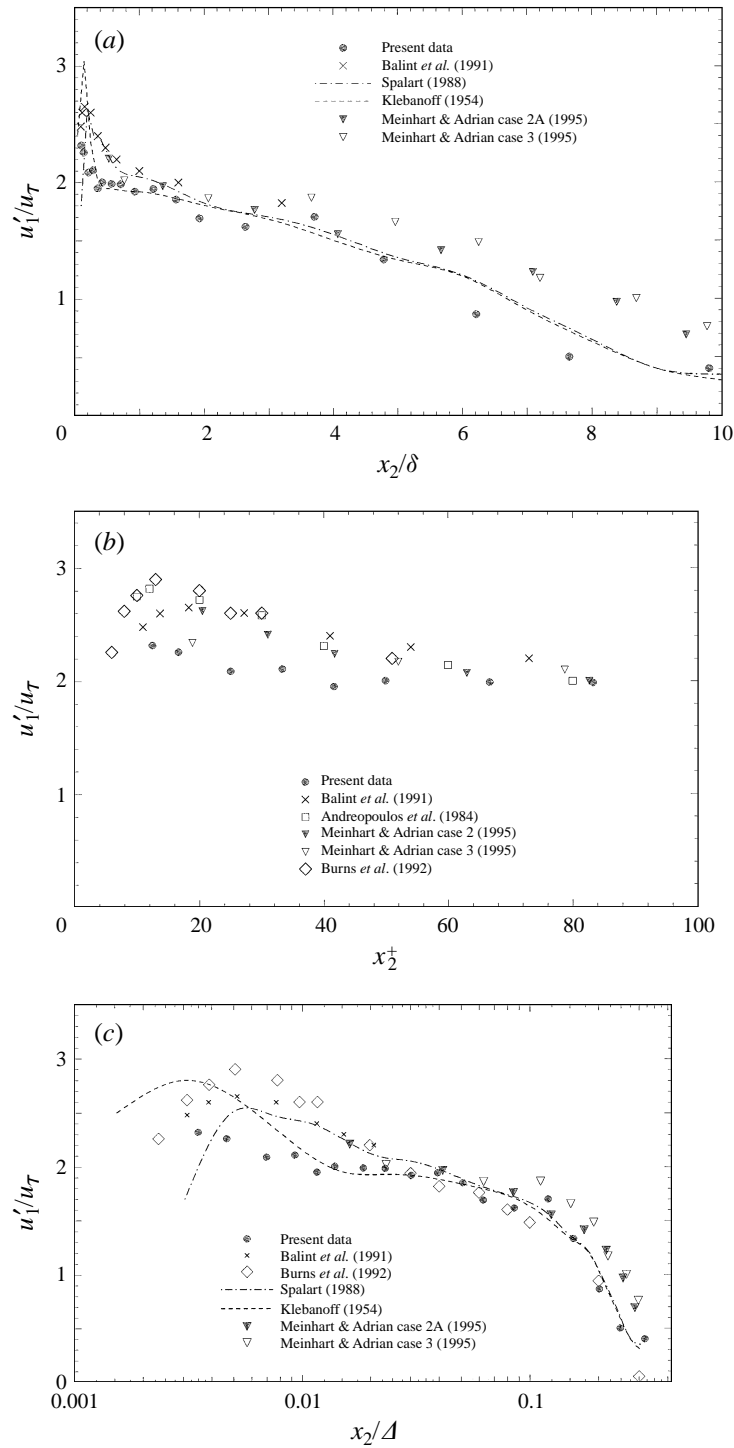 (a)
3
2
1
0
2
4
6
8
10
u′₁/u_T
x₂/δ
Present data
Balint et al. (1991)
Spalart (1988)
Klebanoff (1954)
Meinhart & Adrian case 2A (1995)
Meinhart & Adrian case 3 (1995)
(b)
3
2
1
0
20
40
60
80
100
u′₁/u_T
x₂⁺
Present data
Balint et al. (1991)
Andreopoulos et al. (1984)
Meinhart & Adrian case 2 (1995)
Meinhart & Adrian case 3 (1995)
Burns et al. (1992)
(c)
3
2
1
0
0.001
0.01
0.1
u′₁/u_T
x₂/Δ
Present data
Balint et al. (1991)
Burns et al. (1992)
Spalart (1988)
Klebanoff (1954)
Meinhart & Adrian case 2A (1995)
Meinhart & Adrian case 3 (1995)